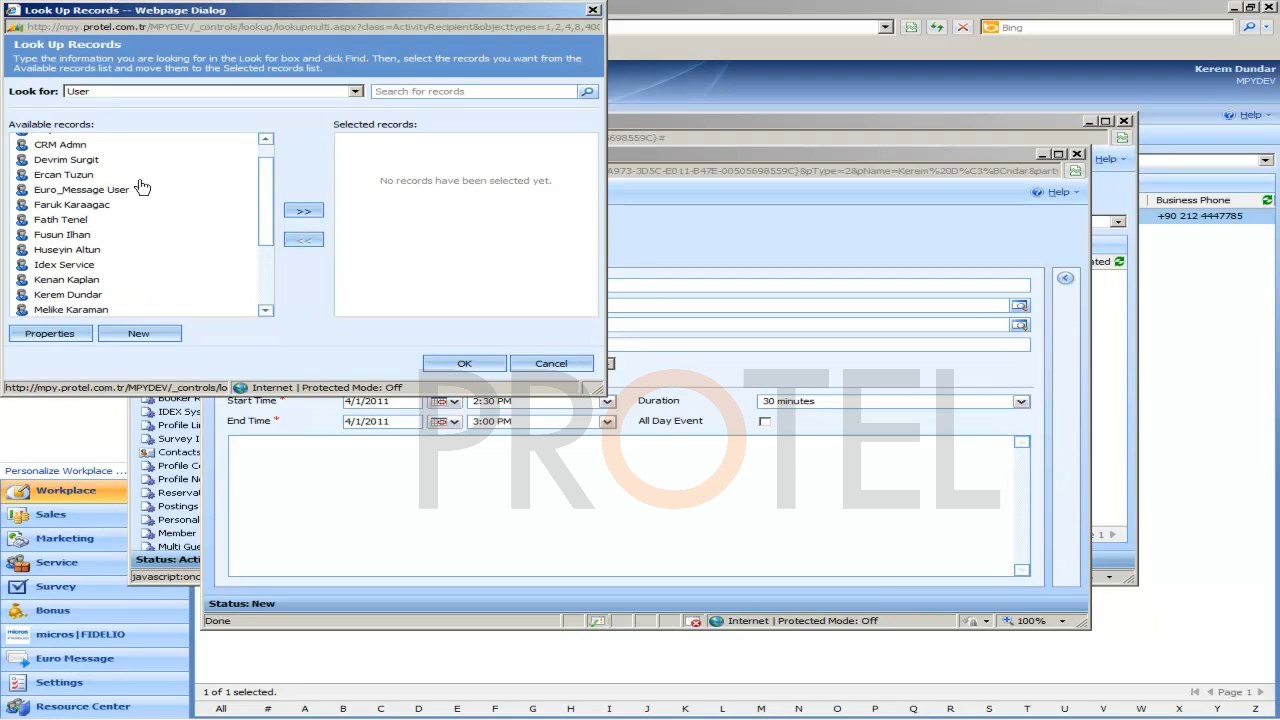 Look Up Records -- Webpage Dialog
http://mpy.protel.com.tr/MPYDEV/_controls/lookup/lookupmulti.aspx?class=ActivityRecipient&objecttypes=1,2,4,8,400
Bing
Look Up Records
Type the information you are looking for in the Look for box and click Find. Then, select the records you want from the
Available records list and move them to the Selected records list.
Kerem Dundar
MPYDEV
Look for: User
Search for records
Help
Available records:
Selected records:
5698559C}.#
CRM Admn
Devrim Surgit
Ercan Tuzun
Euro_Message User
Faruk Karaagac
Fatih Tenel
Fusun Ilhan
Huseyin Altun
Idex Service
Kenan Kaplan
Kerem Dundar
Melike Karaman
No records have been selected yet.
>>
<<
Help
A973-3D5C-E011-B47E-00505698559C}&pType=2&pName=Kerem%20D%C3%BCndar&part
Help
Business Phone
+90 212 4447785
ated
Properties
New
OK
Cancel
http://mpy.protel.com.tr/MPYDEV/_controls/lo
Internet | Protected Mode: Off
Booker R
IDEX Sys
Profile Li
Survey I
Contacts
Profile C
Profile N
Reserva
Postings
Personal
Member
Multi Gue
Status: Acti
javascript:onc
Start Time *
4/1/2011
2:30 PM
Duration
30 minutes
End Time *
4/1/2011
3:00 PM
All Day Event
PROTEL
e 1
Personalize Workplace ...
Workplace
Sales
Marketing
Service
Survey
Bonus
micros
FIDELIO
micros|FIDELIO
Euro Message
Settings
Resource Center
Status: New
Done
Internet | Protected Mode: Off
100%
1 of 1 selected.
Page 1
All # A B C D E F G H I J K L M N O P Q R S T U V W X Y Z